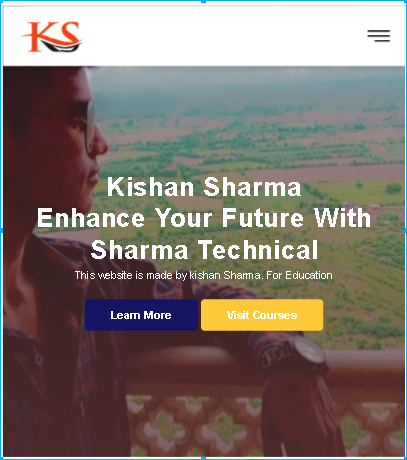 KS
Kishan Sharma
Enhance Your Future With
Sharma Technical
This website is made by kishan Sharma. For Education
Learn More
Visit Courses